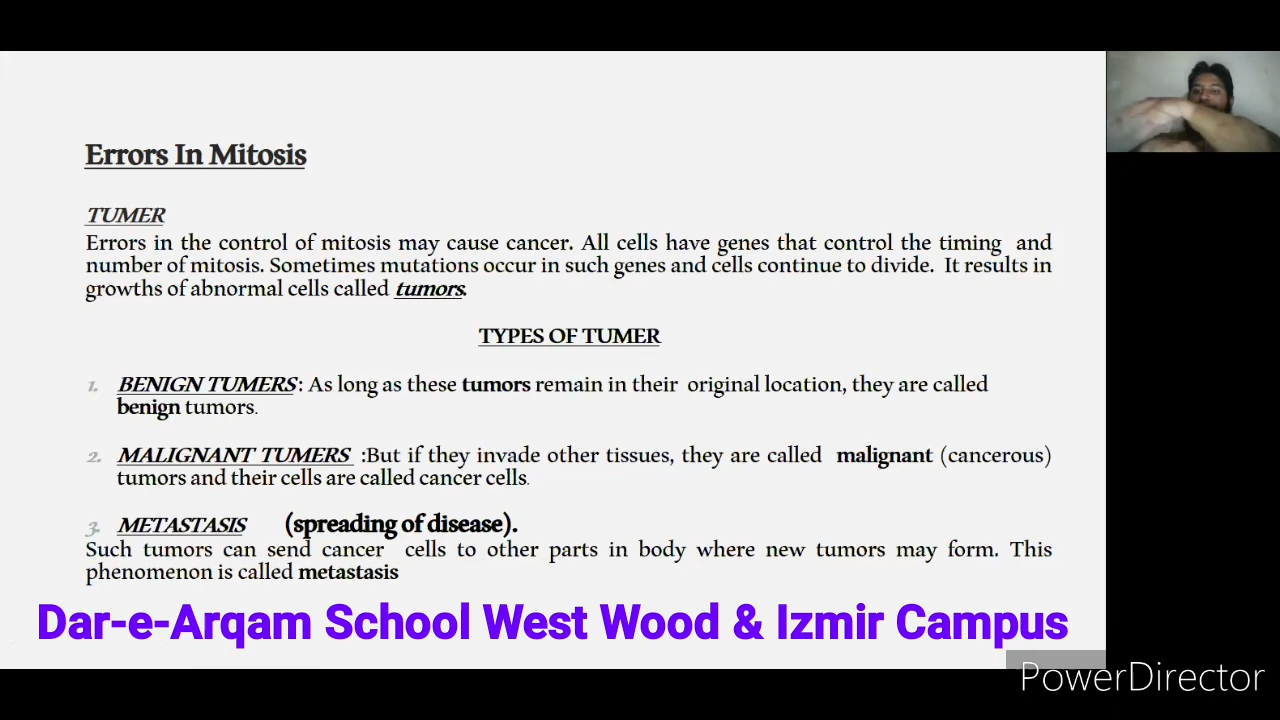 Errors In Mitosis
TUMER
Errors in the control of mitosis may cause cancer. All cells have genes that control the timing and
number of mitosis. Sometimes mutations occur in such genes and cells continue to divide. It results in
growths of abnormal cells called tumors.
TYPES OF TUMER
1. BENIGN TUMERS: As long as these tumors remain in their original location, they are called
benign tumors.
2. MALIGNANT TUMERS :But if they invade other tissues, they are called malignant (cancerous)
tumors and their cells are called cancer cells.
3. METASTASIS (spreading of disease).
Such tumors can send cancer cells to other parts in body where new tumors may form. This
phenomenon is called metastasis
Dar-e-Arqam School West Wood & Izmir Campus
PowerDirector